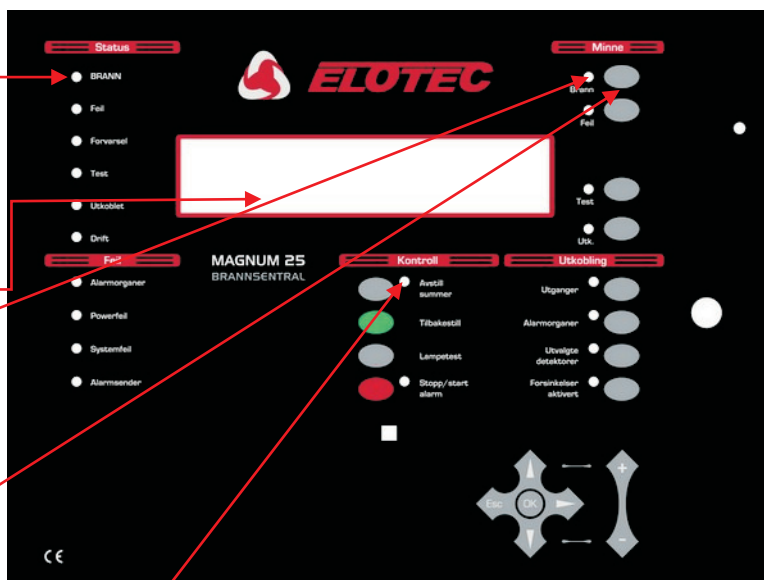 Status
BRANN
Feil
Forvarsel
Test
Utkoblet
Drift
ELOTEC
Minne
Brann
Feil
Test
Utk.
Feil
Alarmorganer
Powerfeil
Systemfeil
Alarmsender
MAGNUM 25
BRANNSENTRAL
Kontroll
Avstill
summer
Tilbakestill
Lampetest
Stopp/start
alarm
Utkobling
Utganger
Alarmorganer
Utvalgte
detektorer
Forsinkelser
aktivert
Esc
OK
+
-
CE